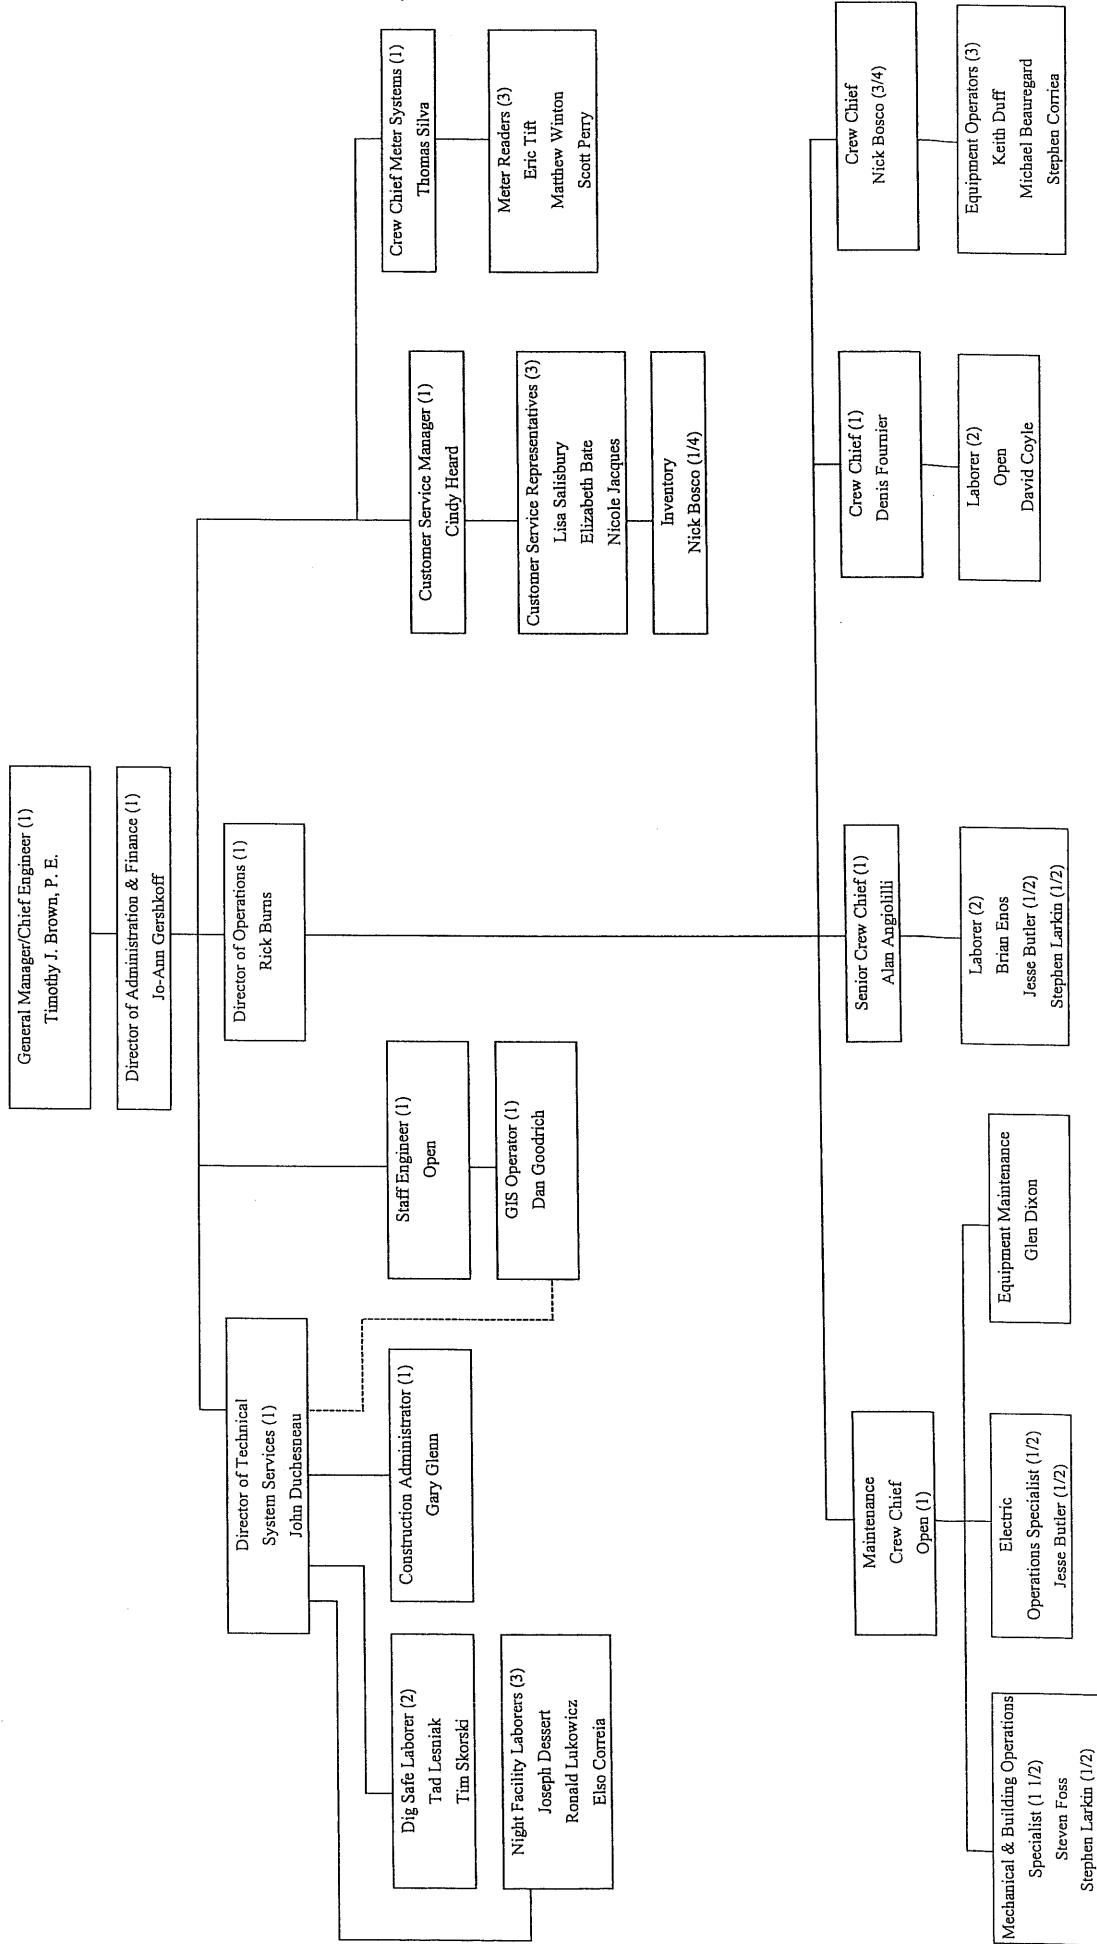 General Manager/Chief Engineer (1)
Timothy J. Brown, P. E.
Director of Administration & Finance (1)
Jo-Ann Gershkoff
Director of Technical
System Services (1)
John Duchesneau
Director of Operations (1)
Rick Burns
Dig Safe Laborer (2)
Tad Lesniak
Tim Skorski
Night Facility Laborers (3)
Joseph Dessert
Ronald Lukowicz
Elso Correia
Construction Administrator (1)
Gary Glenn
Staff Engineer (1)
Open
GIS Operator (1)
Dan Goodrich
Customer Service Manager (1)
Cindy Heard
Customer Service Representatives (3)
Lisa Salisbury
Elizabeth Bate
Nicole Jacques
Inventory
Nick Bosco (1/4)
Crew Chief Meter Systems (1)
Thomas Silva
Meter Readers (3)
Eric Tift
Matthew Winton
Scott Perry
Maintenance
Crew Chief
Open (1)
Mechanical & Building Operations
Specialist (1 1/2)
Steven Foss
Stephen Larkin (1/2)
Electric
Operations Specialist (1/2)
Jesse Butler (1/2)
Equipment Maintenance
Glen Dixon
Senior Crew Chief (1)
Alan Angiolilli
Laborer (2)
Brian Enos
Jesse Butler (1/2)
Stephen Larkin (1/2)
Crew Chief (1)
Denis Fournier
Laborer (2)
Open
David Coyle
Crew Chief
Nick Bosco (3/4)
Equipment Operators (3)
Keith Duff
Michael Beauregard
Stephen Corriea